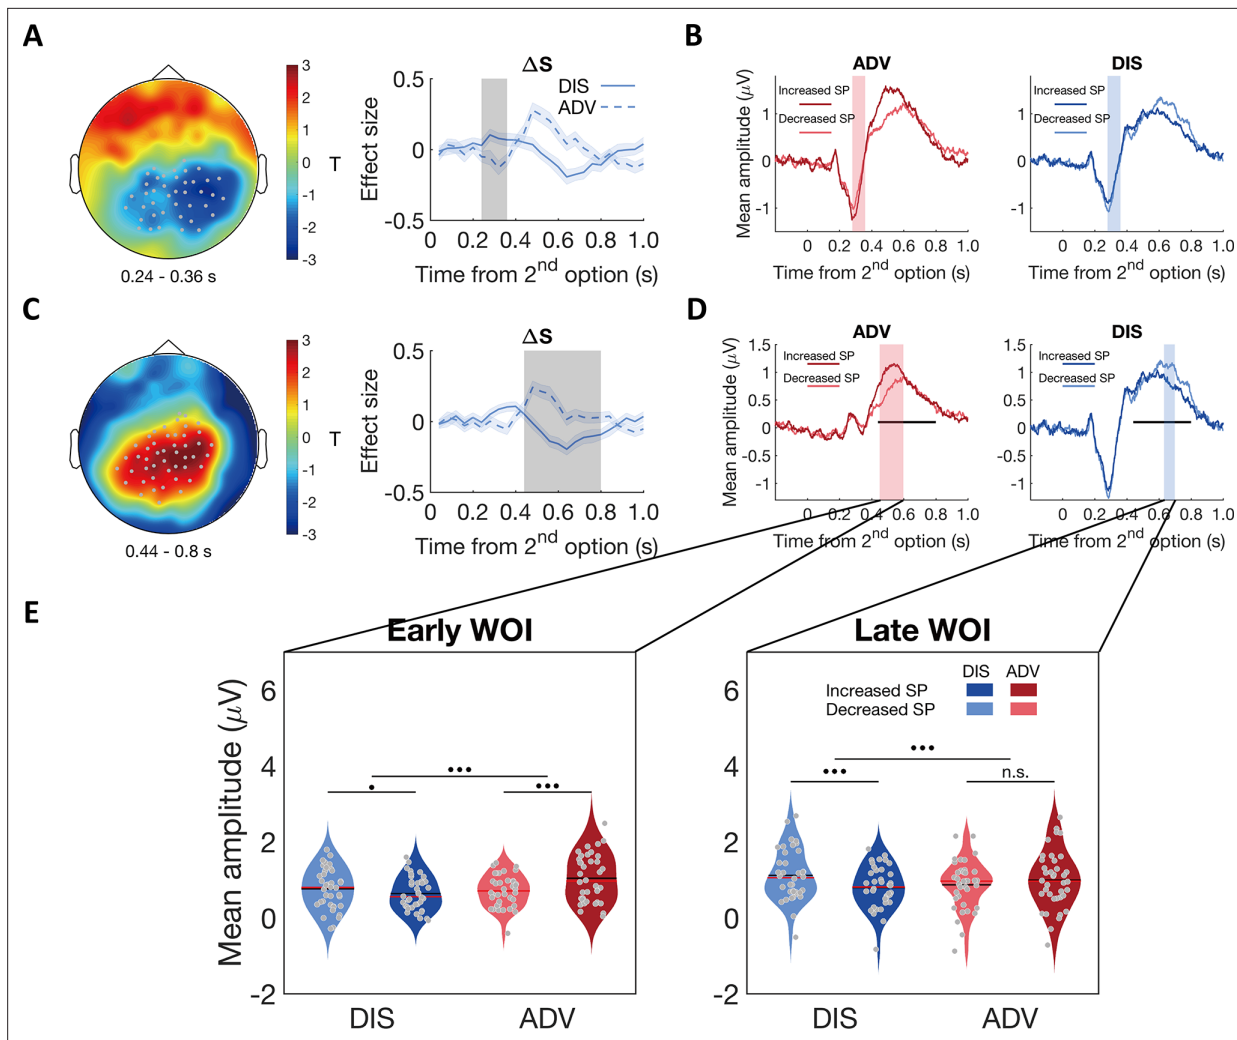 A
3
2
1
0
-1
-2
-3
T
0.24 - 0.36 s
ΔS
DIS
ADV
0.5
0
-0.5
Effect size
0 0.2 0.4 0.6 0.8 1.0
Time from 2nd option (s)
B
ADV
Increased SP
Decreased SP
1
0
-1
Mean amplitude (μV)
0 0.2 0.4 0.6 0.8 1.0
Time from 2nd option (s)
DIS
Increased SP
Decreased SP
1
0
-1
0 0.2 0.4 0.6 0.8 1.0
Time from 2nd option (s)
C
3
2
1
0
-1
-2
-3
T
0.44 - 0.8 s
ΔS
0.5
0
-0.5
Effect size
0 0.2 0.4 0.6 0.8 1.0
Time from 2nd option (s)
D
ADV
Increased SP
Decreased SP
1.5
1
0.5
0
-0.5
-1
Mean amplitude (μV)
0 0.2 0.4 0.6 0.8 1.0
Time from 2nd option (s)
DIS
Increased SP
Decreased SP
1.5
1
0.5
0
-0.5
-1
0 0.2 0.4 0.6 0.8 1.0
Time from 2nd option (s)
E
Early WOI
6
4
2
0
-2
Mean amplitude (μV)
DIS ADV
Late WOI
DIS ADV
Increased SP
Decreased SP
n.s.
6
4
2
0
-2
DIS ADV